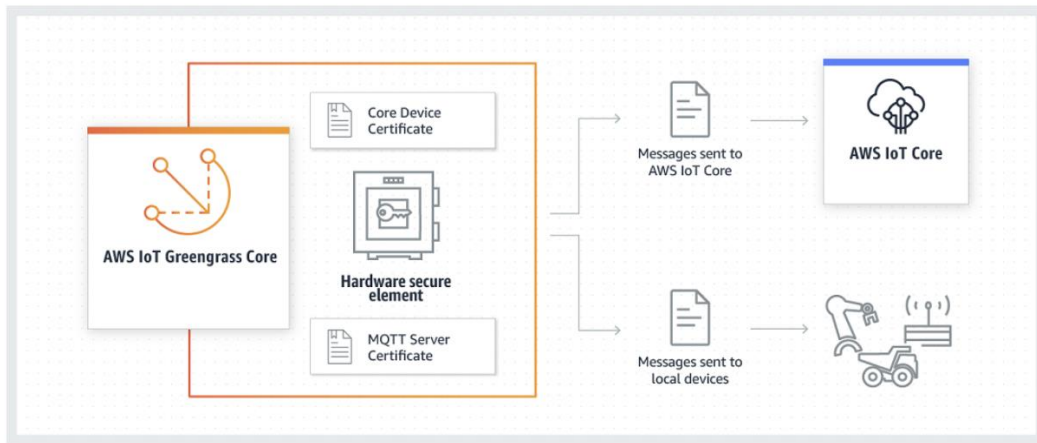 Core Device
Certificate
AWS IoT Greengrass Core
Hardware secure
element
MQTT Server
Certificate
Messages sent to
AWS IoT Core
AWS IoT Core
Messages sent to
local devices